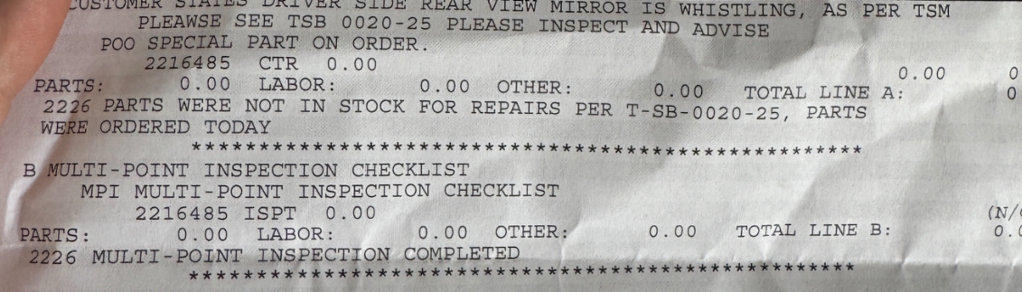 CUSTOMER STATES DRIVER SIDE REAR VIEW MIRROR IS WHISTLING, AS PER TSM
PLEAWSE SEE TSB 0020-25 PLEASE INSPECT AND ADVISE
POO SPECIAL PART ON ORDER.
2216485 CTR 0.00
0.00 0
PARTS: 0.00 LABOR: 0.00 OTHER: 0.00 TOTAL LINE A: 0
2226 PARTS WERE NOT IN STOCK FOR REPAIRS PER T-SB-0020-25, PARTS
WERE ORDERED TODAY
****************************************************
B MULTI-POINT INSPECTION CHECKLIST
MPI MULTI-POINT INSPECTION CHECKLIST
2216485 ISPT 0.00
(N/
PARTS: 0.00 LABOR: 0.00 OTHER: 0.00 TOTAL LINE B: 0.
2226 MULTI-POINT INSPECTION COMPLETED
****************************************************